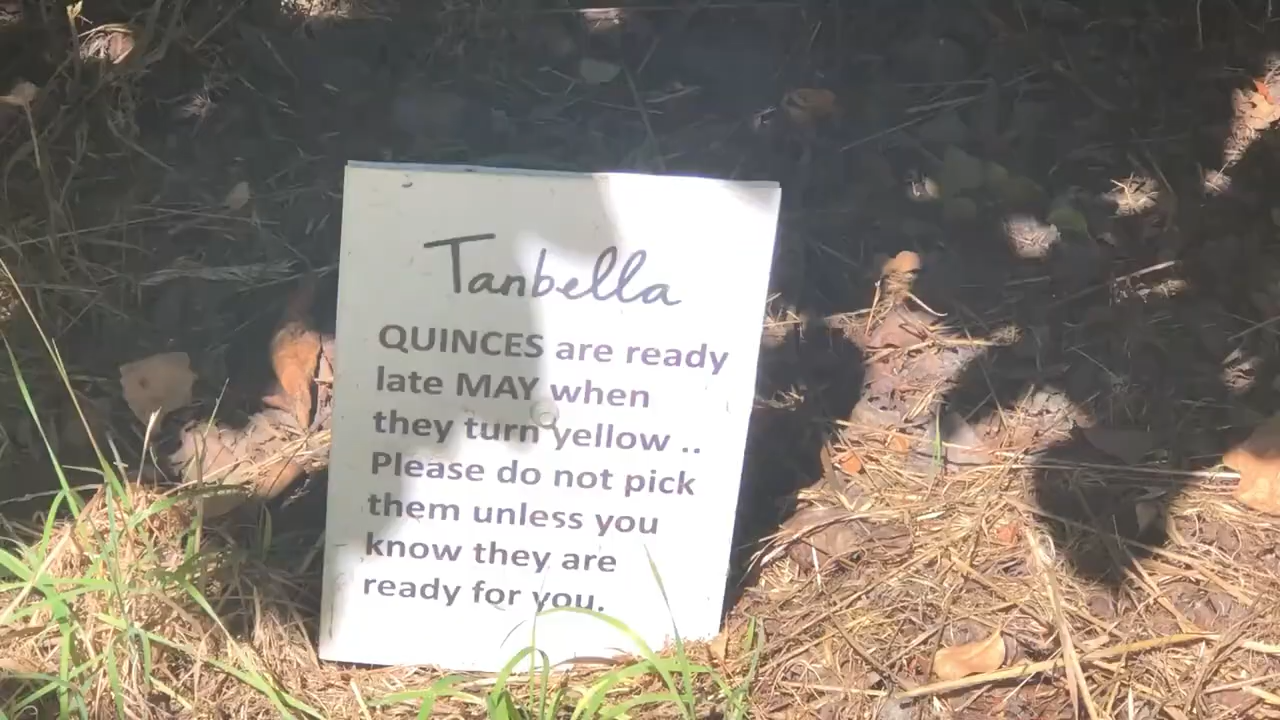 Tanbella
QUINCES are ready
late MAY when
they turn yellow ..
Please do not pick
them unless you
know they are
ready for you.